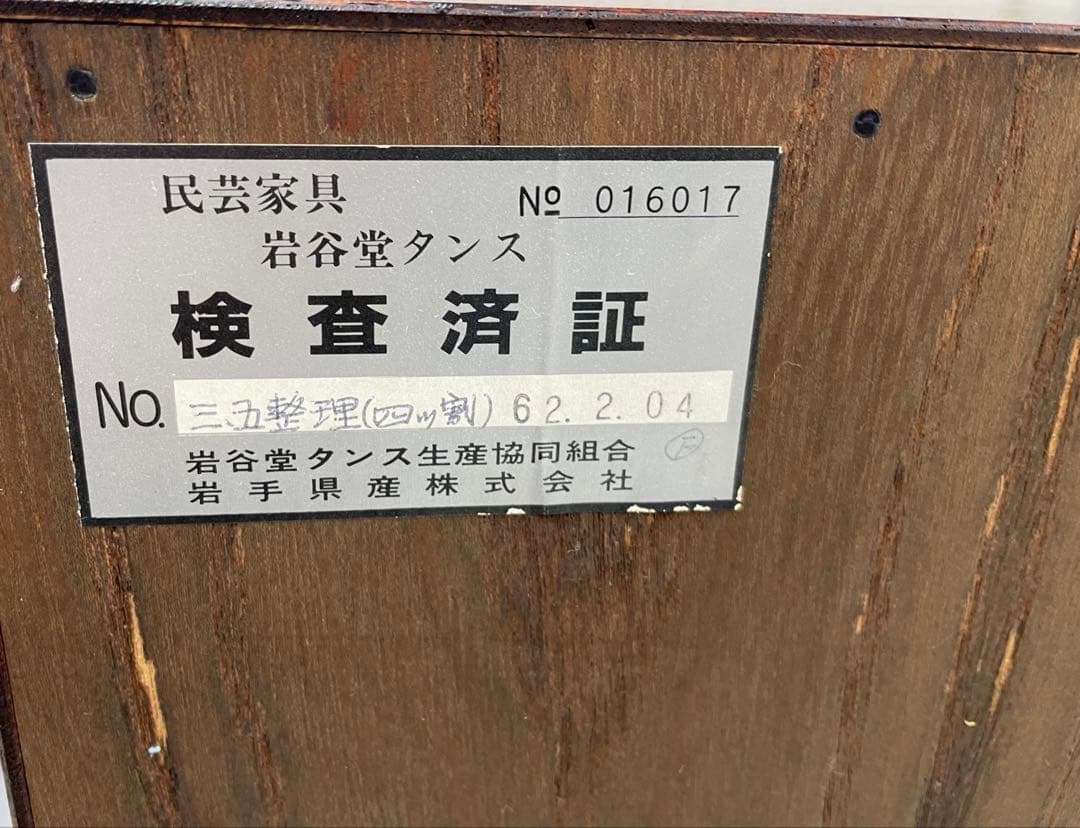 民芸家具
№ 016017
岩谷堂タンス
検査済証
No. 三.五整理(四ッ割) 62.2.04
岩谷堂タンス生産協同組合
岩手県産株式会社